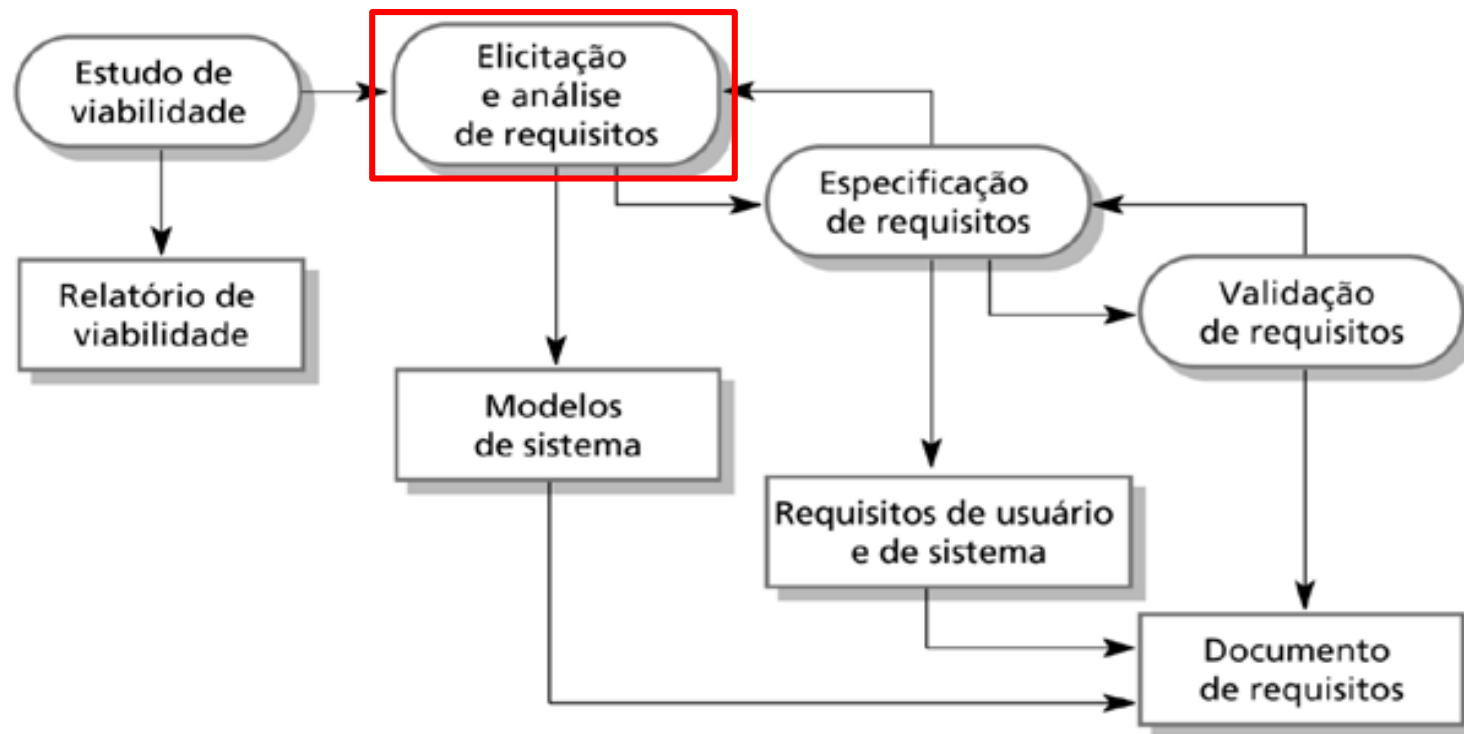 Estudo de
viabilidade
Elicitação
e análise
de requisitos
Especificação
de requisitos
Validação
de requisitos
Relatório de
viabilidade
Modelos
de sistema
Requisitos de usuário
e de sistema
Documento
de requisitos